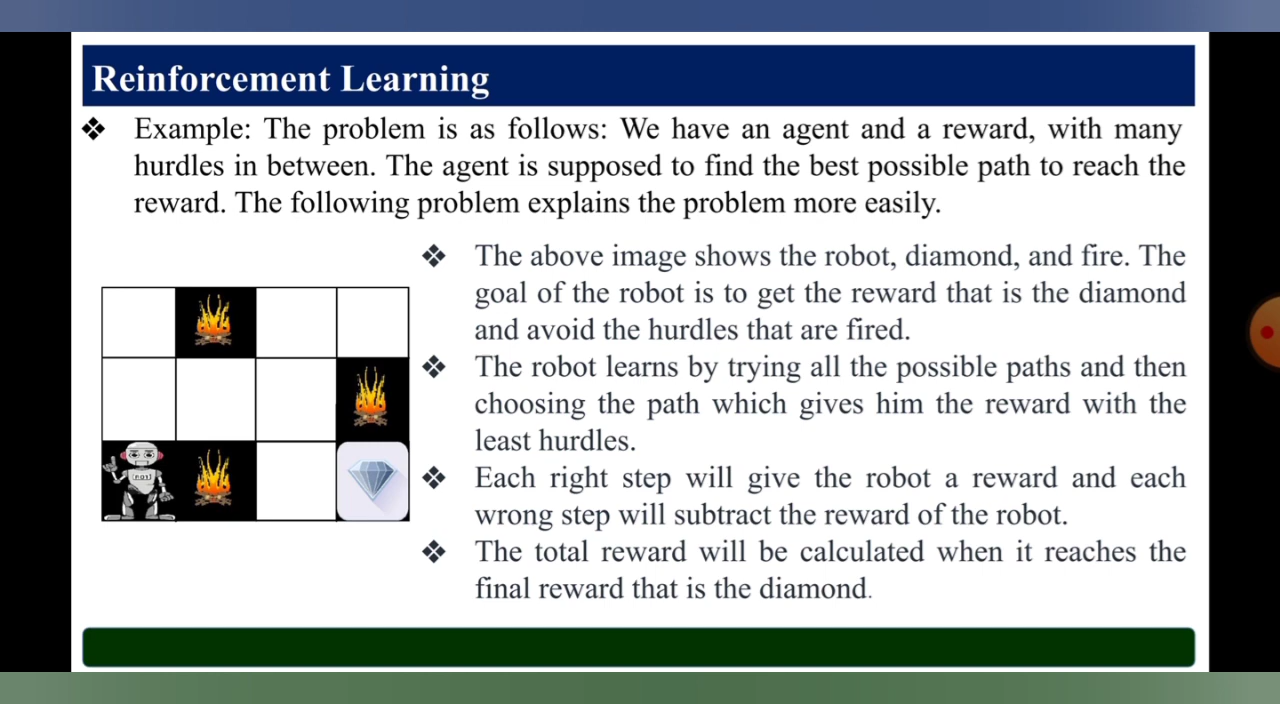 Reinforcement Learning
❖ Example: The problem is as follows: We have an agent and a reward, with many
hurdles in between. The agent is supposed to find the best possible path to reach the
reward. The following problem explains the problem more easily.
❖ The above image shows the robot, diamond, and fire. The
goal of the robot is to get the reward that is the diamond
and avoid the hurdles that are fired.
❖ The robot learns by trying all the possible paths and then
choosing the path which gives him the reward with the
least hurdles.
❖ Each right step will give the robot a reward and each
wrong step will subtract the reward of the robot.
❖ The total reward will be calculated when it reaches the
final reward that is the diamond.